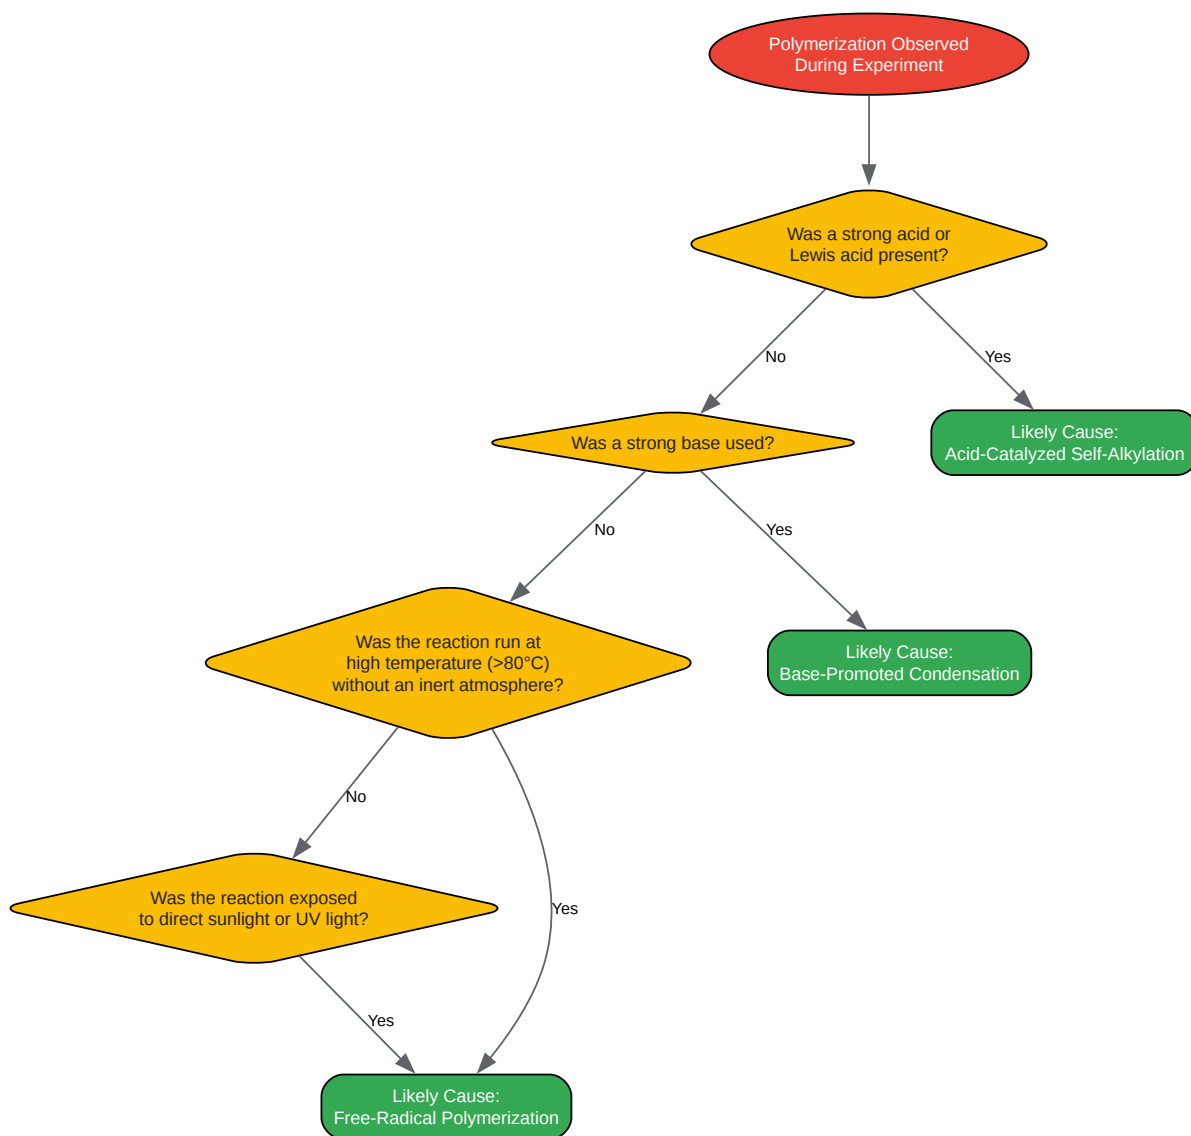 Polymerization Observed
During Experiment
Was a strong acid or
Lewis acid present?
No
Yes
Likely Cause:
Acid-Catalyzed Self-Alkylation
Was a strong base used?
No
Yes
Likely Cause:
Base-Promoted Condensation
Was the reaction run at
high temperature (>80°C)
without an inert atmosphere?
No
Yes
Was the reaction exposed
to direct sunlight or UV light?
Yes
Likely Cause:
Free-Radical Polymerization